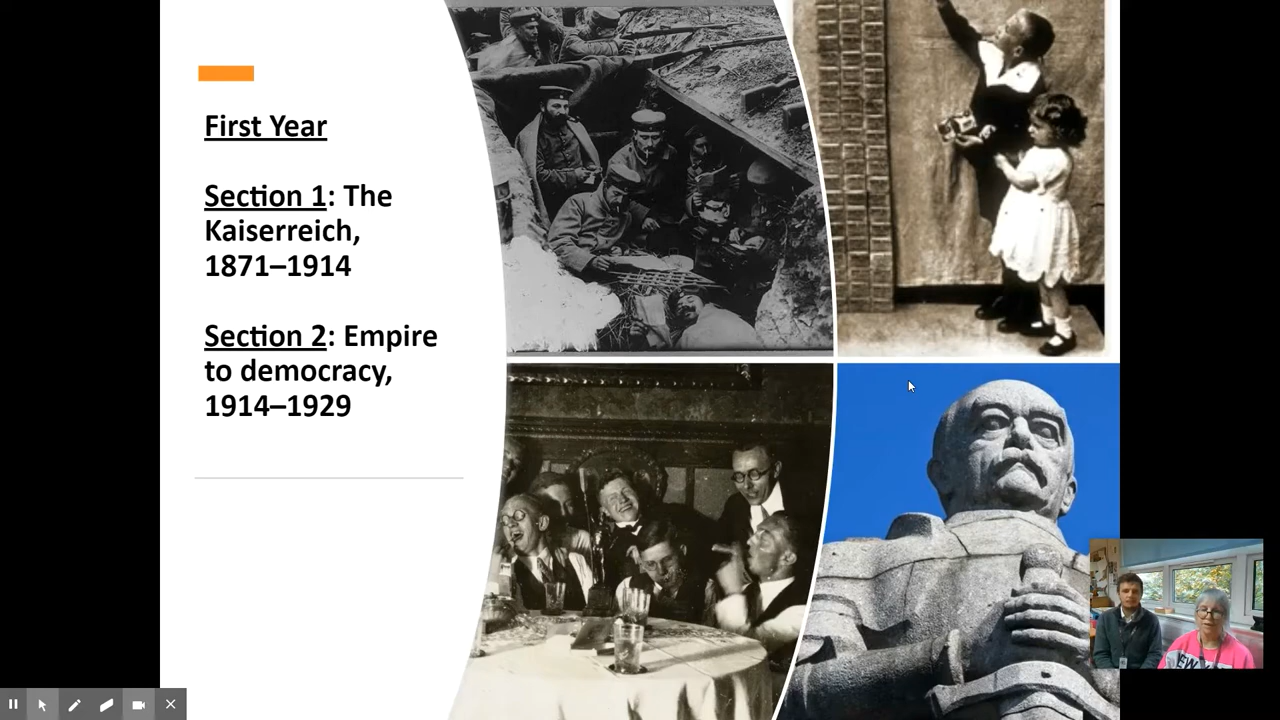 First Year
Section 1: The
Kaiserreich,
1871–1914
Section 2: Empire
to democracy,
1914–1929